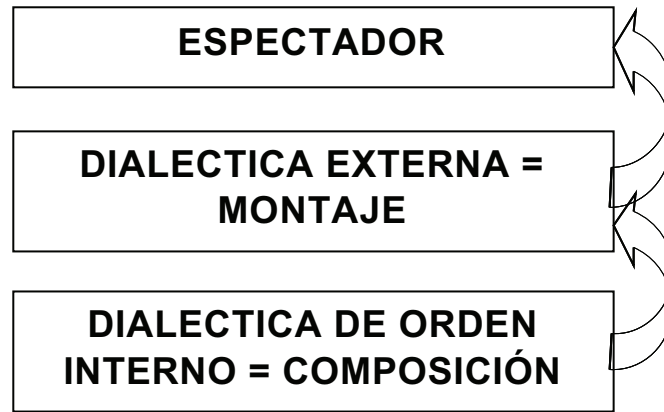 ESPECTADOR
DIALECTICA EXTERNA =
MONTAJE
DIALECTICA DE ORDEN
INTERNO = COMPOSICIÓN